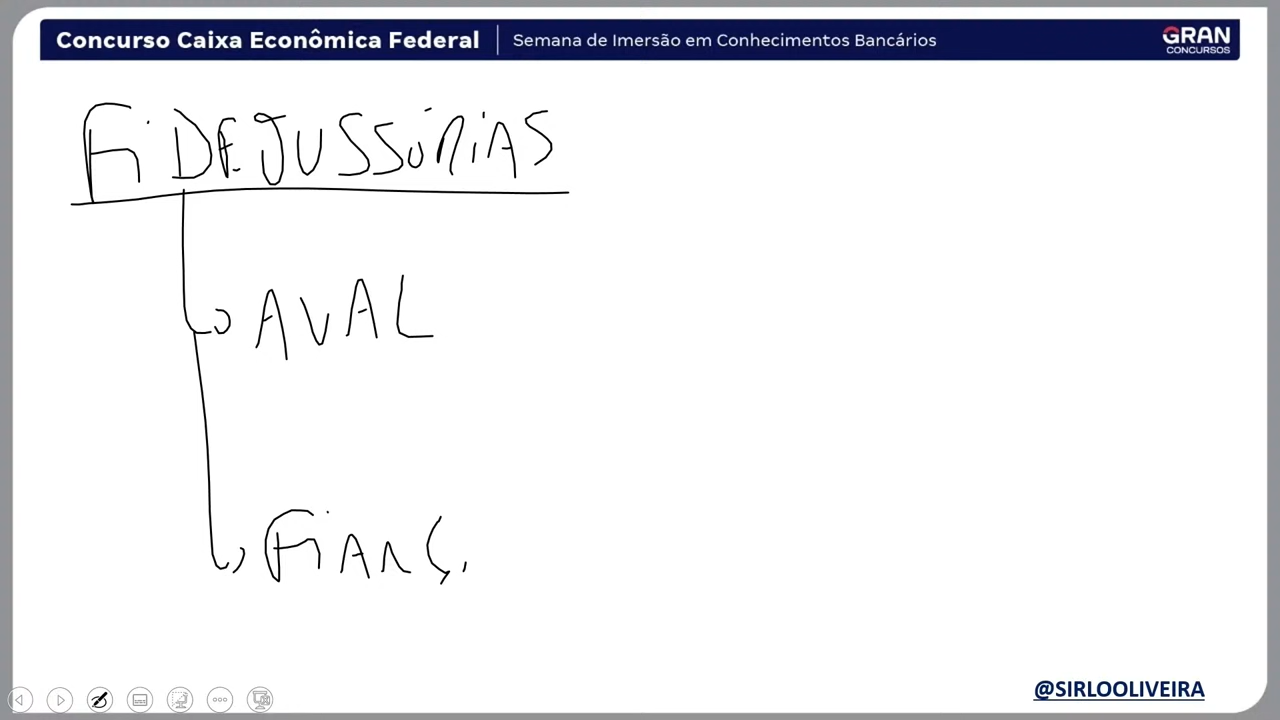 Concurso Caixa Econômica Federal | Semana de Imersão em Conhecimentos Bancários
GRAN
CONCURSOS
FiDEJUSSÓRiAS
AVAL
FiANÇ
@SIRLOOLIVEIRA